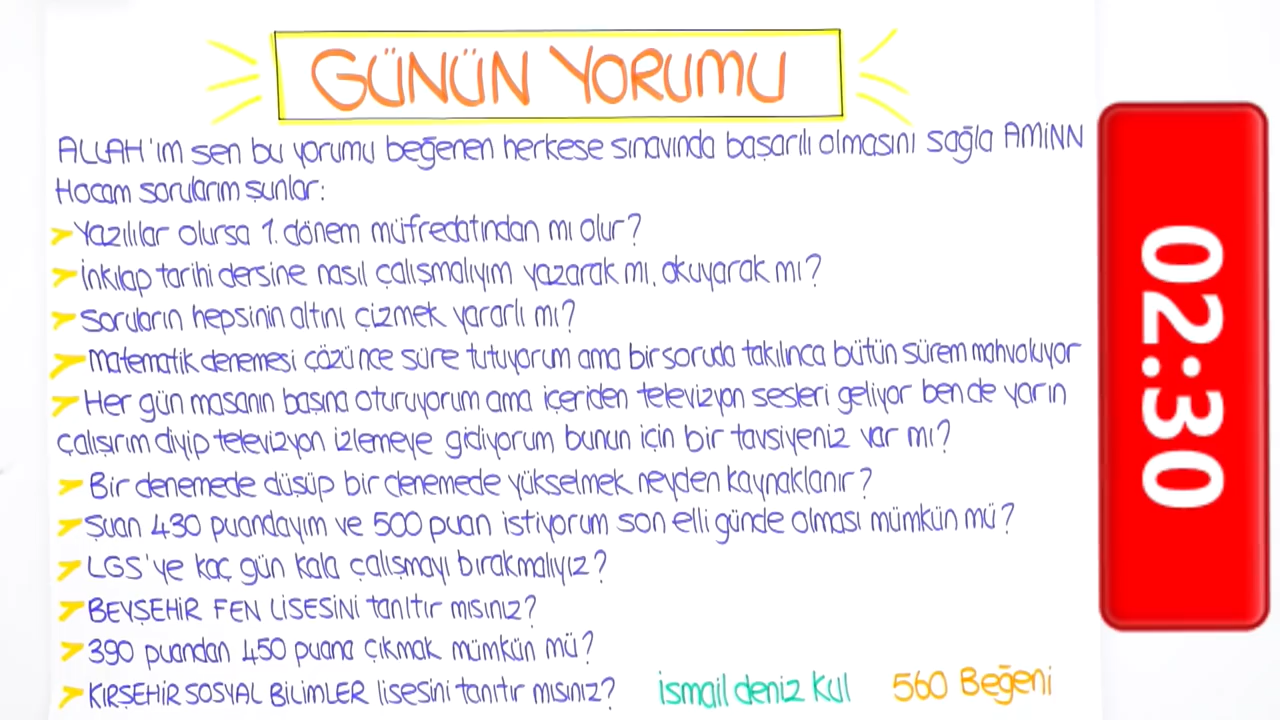 GÜNÜN YORUMU
ALLAH'ım sen bu yorumu beğenen herkese sınavında başarılı olmasını sağla AMİNN
Hocam sorularım şunlar:
➤ Yazılılar olursa 1. dönem müfredatından mı olur?
➤ İnkılap tarihi dersine nasıl çalışmalıyım yazarak mı, okuyarak mı?
➤ Soruların hepsinin altını çizmek yararlı mı?
➤ Matematik denemesi çözünce süre tutuyorum ama bir soruda takılınca bütün sürem mahvoluyor
➤ Her gün masanın başına oturuyorum ama içeriden televizyon sesleri geliyor ben de yarın
çalışırım diyip televizyon izlemeye gidiyorum bunun için bir tavsiyeniz var mı?
➤ Bir denemede düşüp bir denemede yükselmek neyden kaynaklanır?
➤ Şuan 430 puandayım ve 500 puan istiyorum son elli günde olması mümkün mü?
➤ LGS'ye kaç gün kala çalışmayı bırakmalıyız?
➤ BEYŞEHİR FEN LİSESİNİ tanıtır mısınız?
➤ 390 puandan 450 puana çıkmak mümkün mü?
➤ KIRŞEHİR SOSYAL BİLİMLER lisesini tanıtır mısınız? İsmail deniz Kul 560 Beğeni
02:30